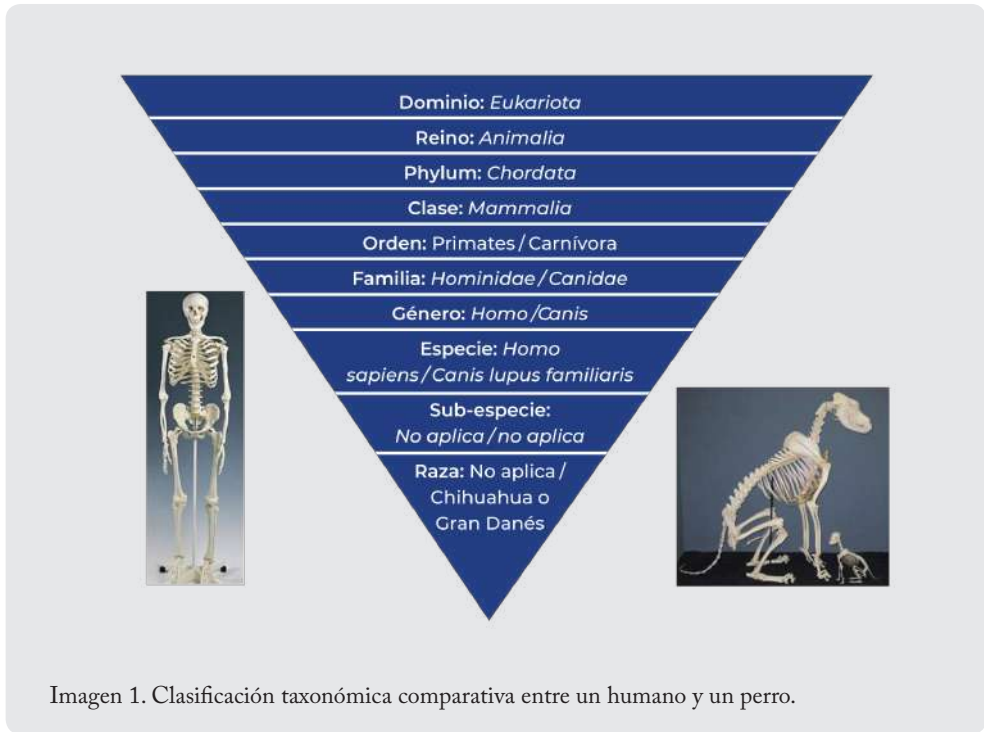 Dominio: Eukariota
Reino: Animalia
Phylum: Chordata
Clase: Mammalia
Orden: Primates / Carnívora
Familia: Hominidae / Canidae
Género: Homo /Canis
Especie: Homo
sapiens / Canis lupus familiaris
Sub-especie:
No aplica / no aplica
Raza: No aplica /
Chihuahua o
Gran Danés
Imagen 1. Clasificación taxonómica comparativa entre un humano y un perro.